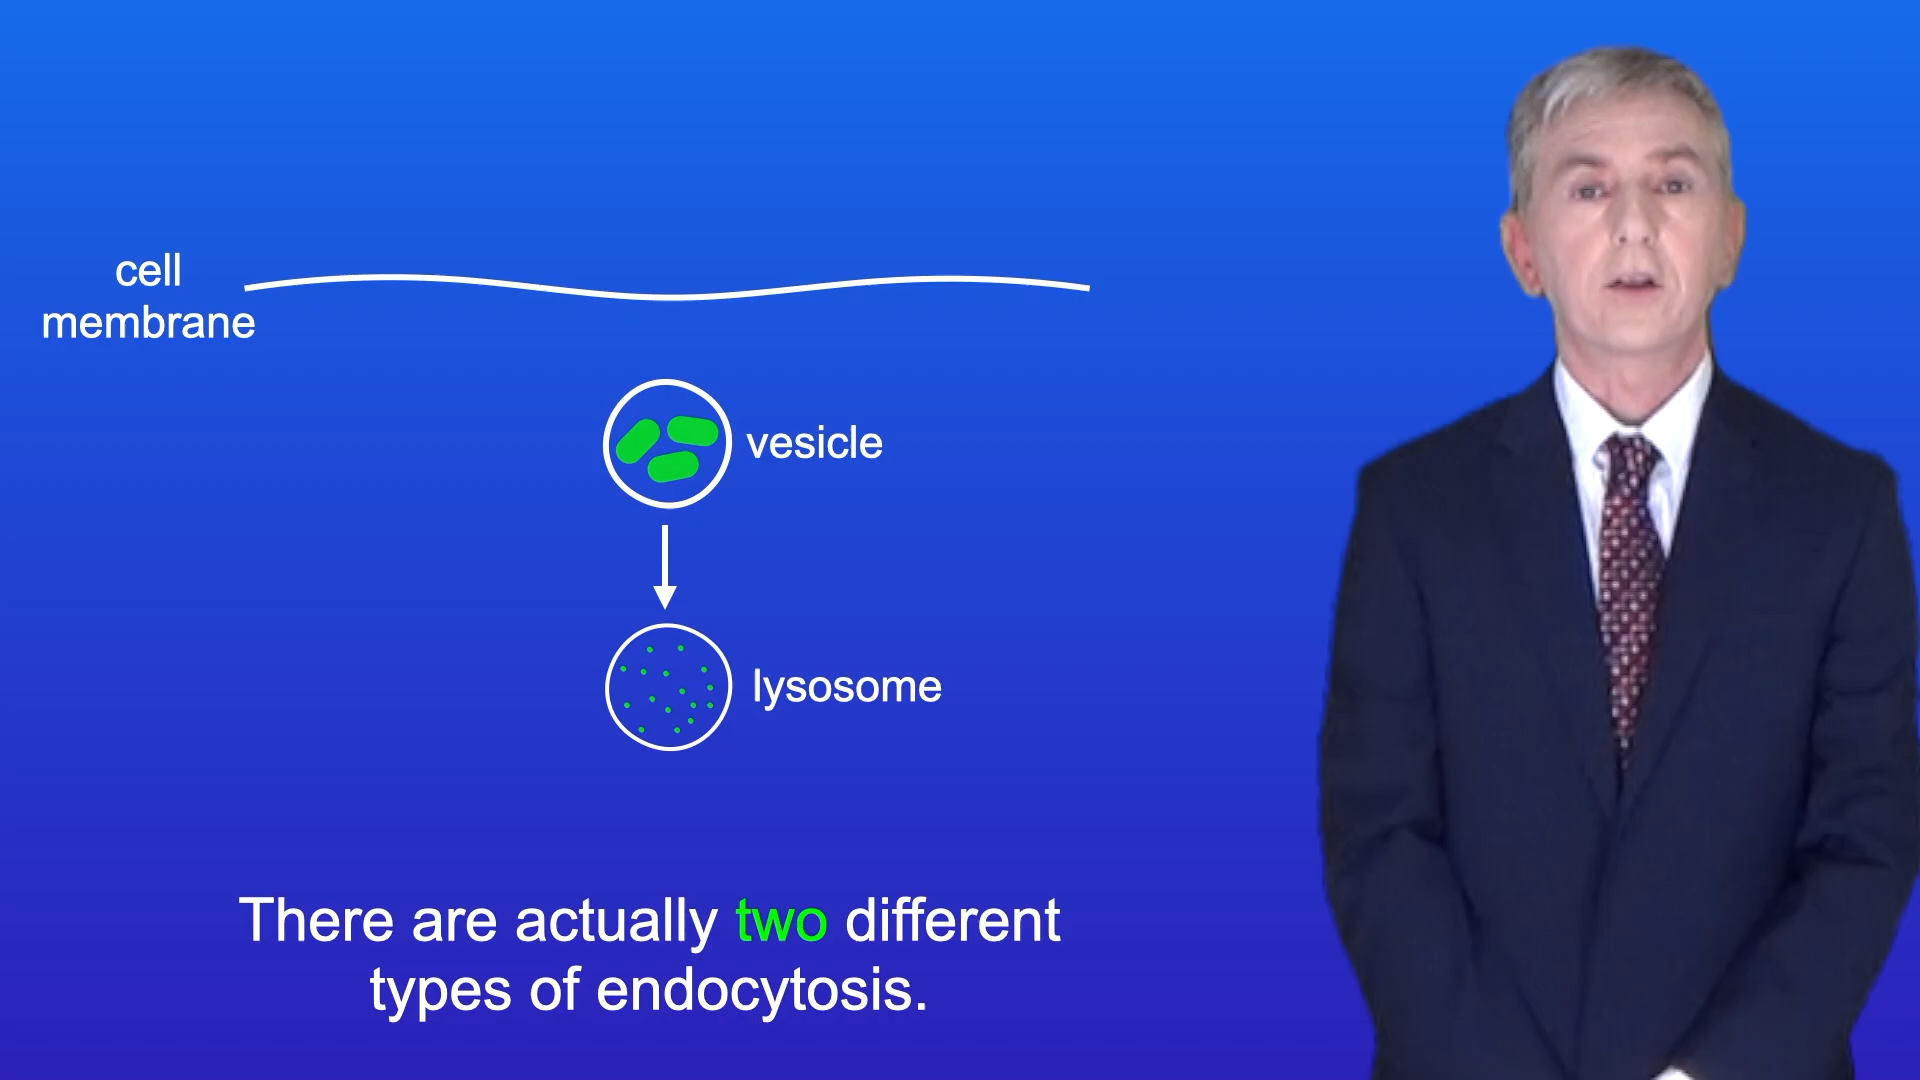 cell
membrane
vesicle
lysosome
There are actually two different
types of endocytosis.